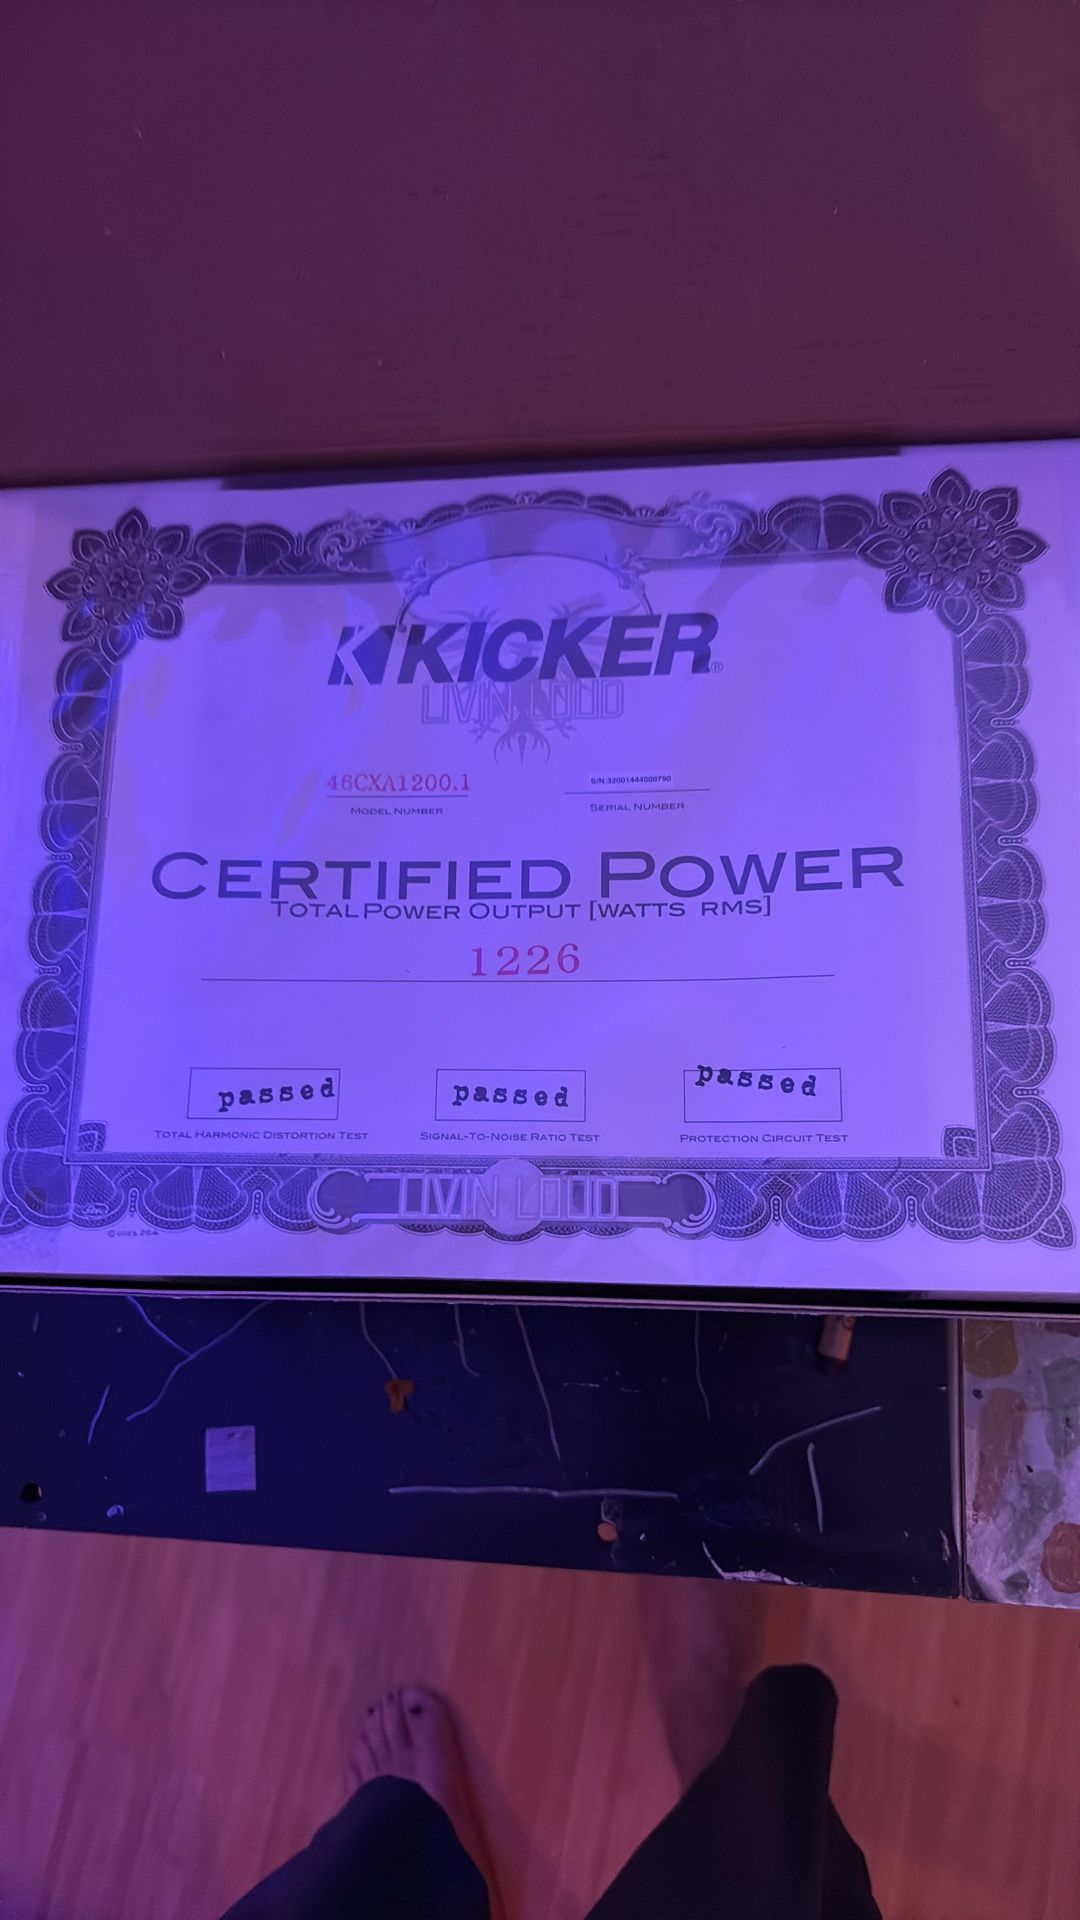 KICKER®
LIVIN LOUD
46CXA1200.1
MODEL NUMBER
S/N:32001444000790
SERIAL NUMBER
CERTIFIED POWER
TOTAL POWER OUTPUT [WATTS RMS]
1226
passed
TOTAL HARMONIC DISTORTION TEST
passed
SIGNAL-TO-NOISE RATIO TEST
passed
PROTECTION CIRCUIT TEST
LIVIN LOUD